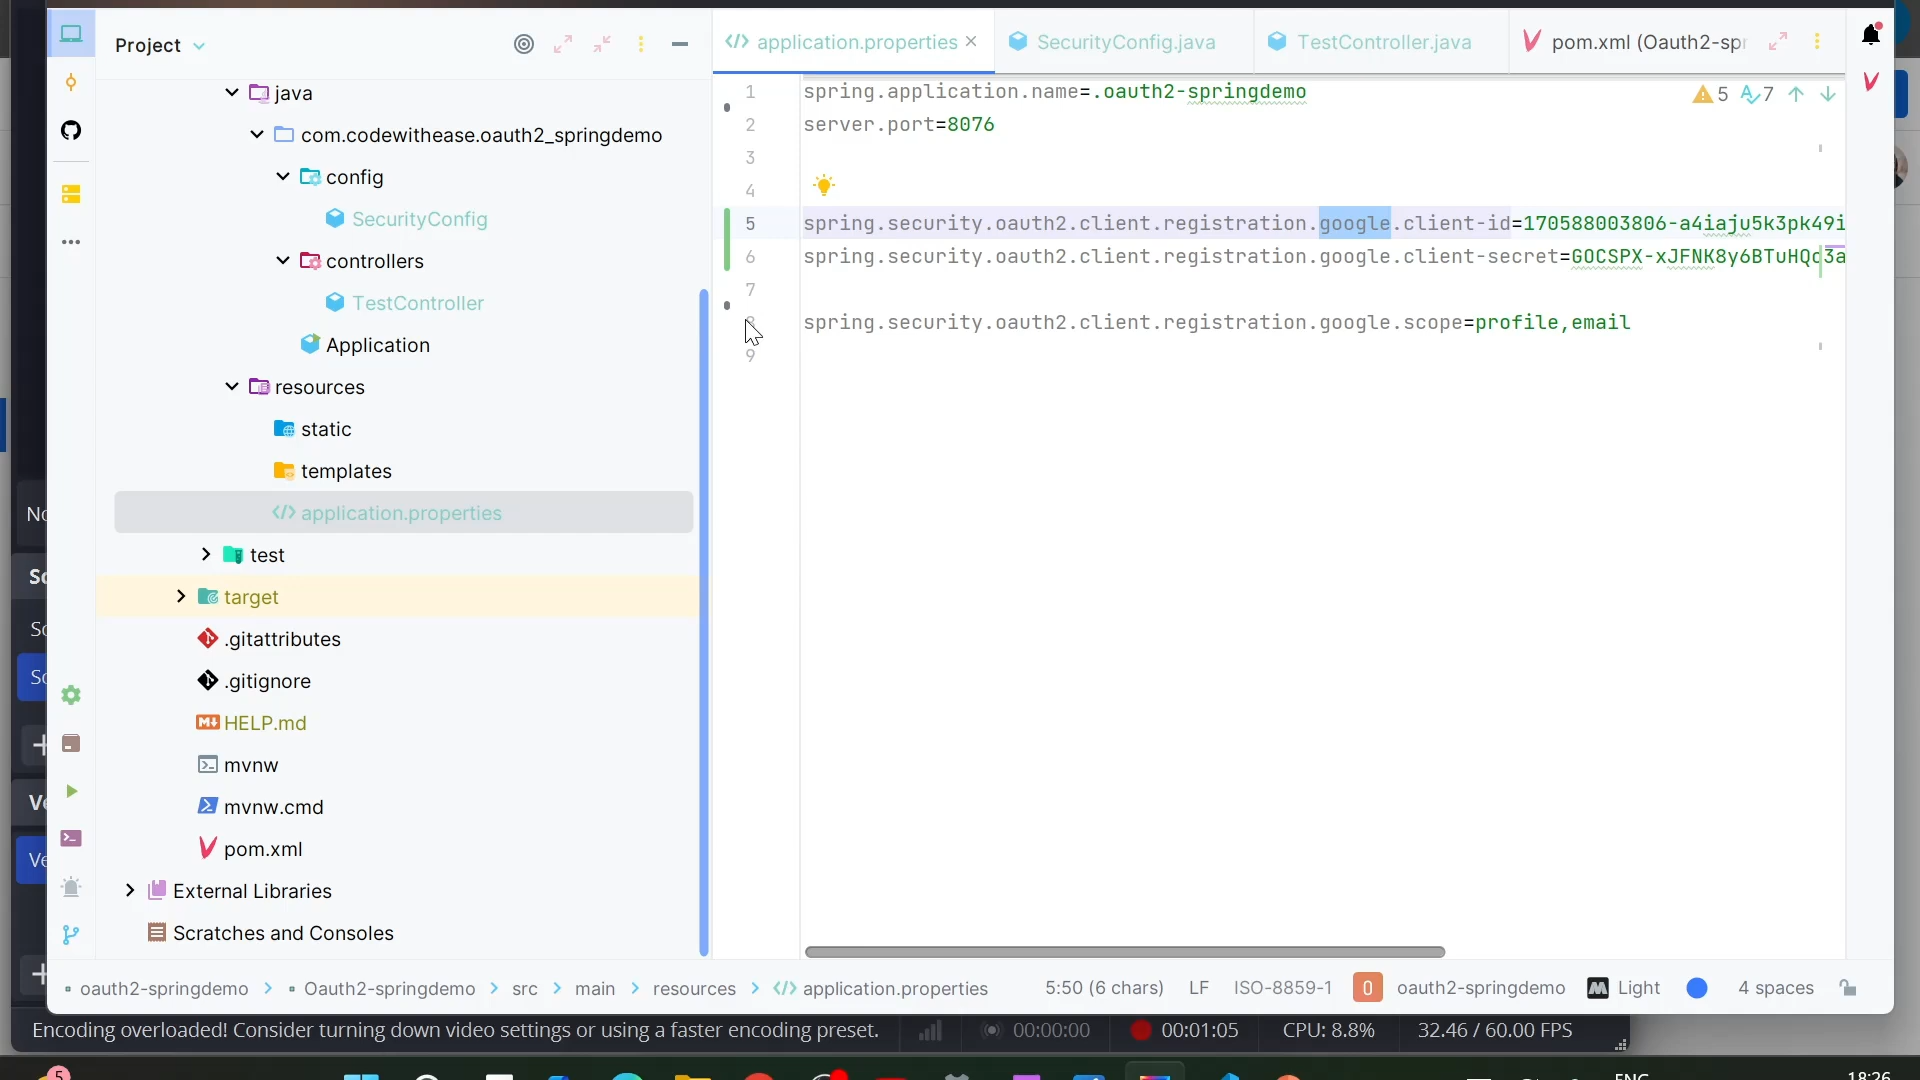 Project
application.properties
SecurityConfig.java
TestController.java
pom.xml (Oauth2-spr
java
com.codewithease.oauth2_springdemo
config
SecurityConfig
controllers
TestController
Application
resources
static
templates
application.properties
test
target
.gitattributes
.gitignore
HELP.md
mvnw
mvnw.cmd
pom.xml
External Libraries
Scratches and Consoles
1 spring.application.name=.oauth2-springdemo
5 7
2 server.port=8076
3
4
5 spring.security.oauth2.client.registration.google.client-id=170588003806-a4iaju5k3pk49i
6 spring.security.oauth2.client.registration.google.client-secret=GOCSPX-xJFNK8y6BTuHQc3a
7
8 spring.security.oauth2.client.registration.google.scope=profile,email
9
oauth2-springdemo > Oauth2-springdemo > src > main > resources > application.properties
5:50 (6 chars) LF ISO-8859-1 oauth2-springdemo Light 4 spaces
Encoding overloaded! Consider turning down video settings or using a faster encoding preset.
00:00:00 00:01:05 CPU: 8.8% 32.46 / 60.00 FPS
5
ENG
18:26